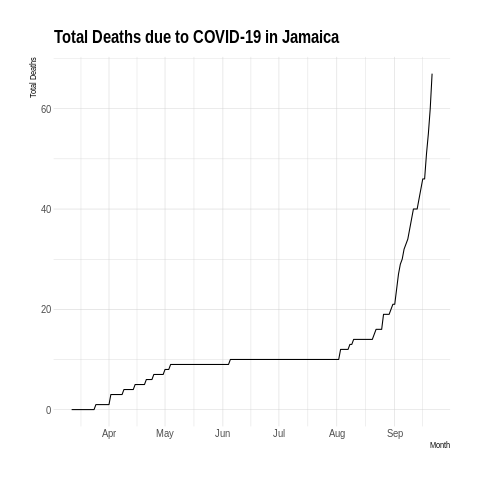 Total Deaths due to COVID-19 in Jamaica
Total Deaths
60
40
20
0
Apr May Jun Jul Aug Sep
Month